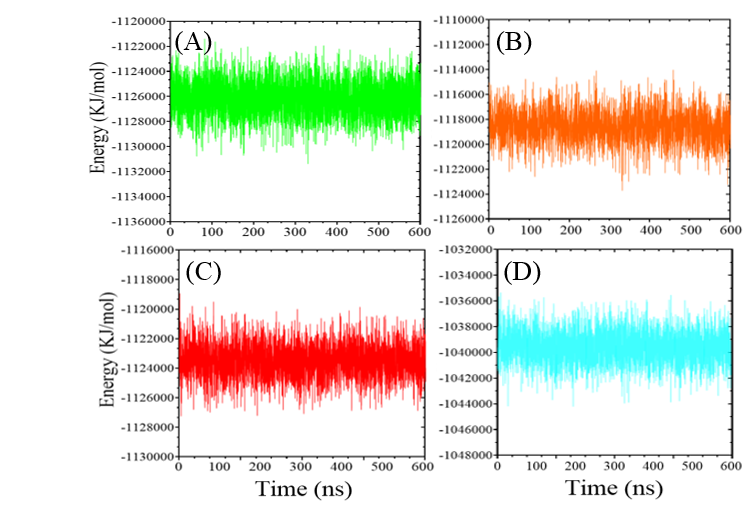 (A)
Energy (KJ/mol)
-1120000
-1122000
-1124000
-1126000
-1128000
-1130000
-1132000
-1134000
-1136000
0 100 200 300 400 500 600
(B)
-1110000
-1112000
-1114000
-1116000
-1118000
-1120000
-1122000
-1124000
-1126000
0 100 200 300 400 500 600
(C)
Energy (kJ/mol)
-1116000
-1118000
-1120000
-1122000
-1124000
-1126000
-1128000
-1130000
0 100 200 300 400 500 600
Time (ns)
(D)
-1032000
-1034000
-1036000
-1038000
-1040000
-1042000
-1044000
-1046000
-1048000
0 100 200 300 400 500 600
Time (ns)